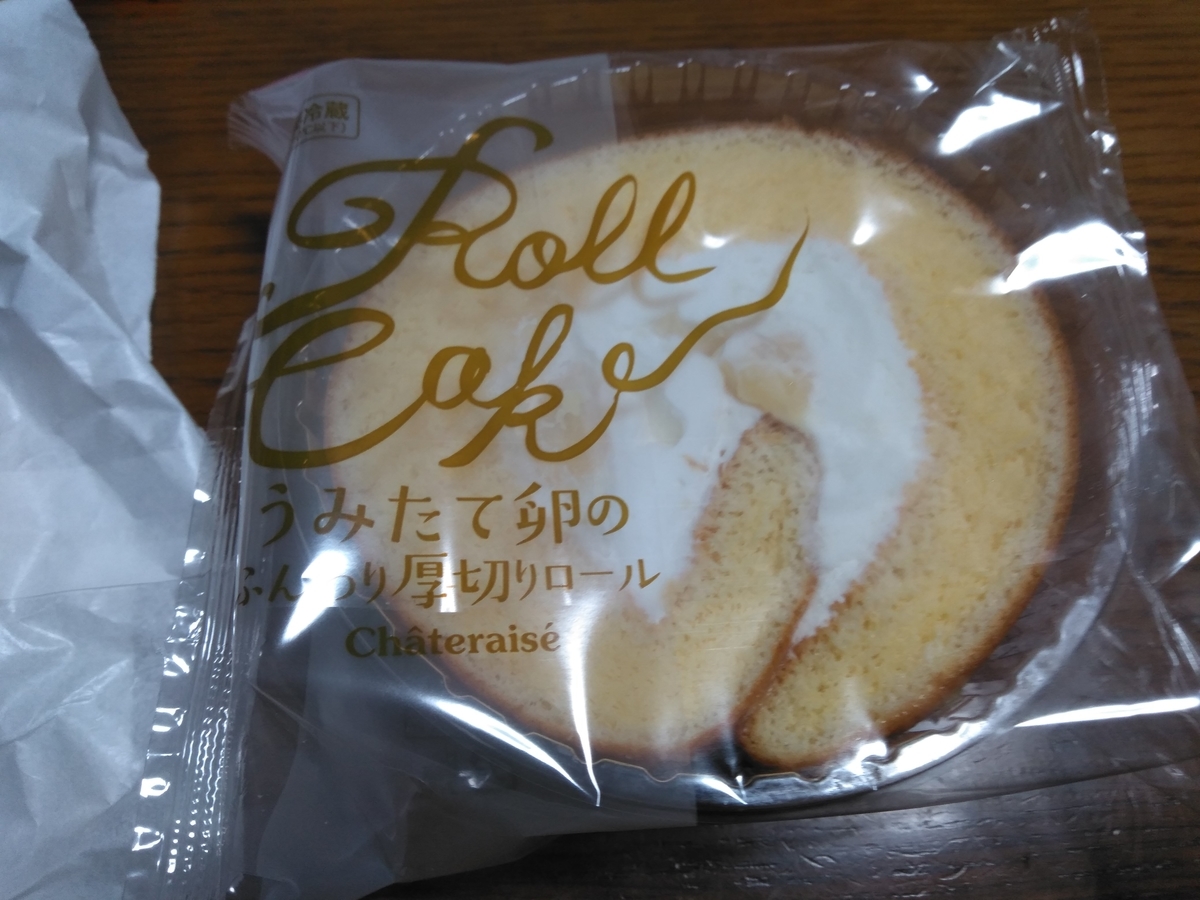 冷蔵
Roll
Cake
うみたて卵の
ふんわり厚切りロール
Châteraisé